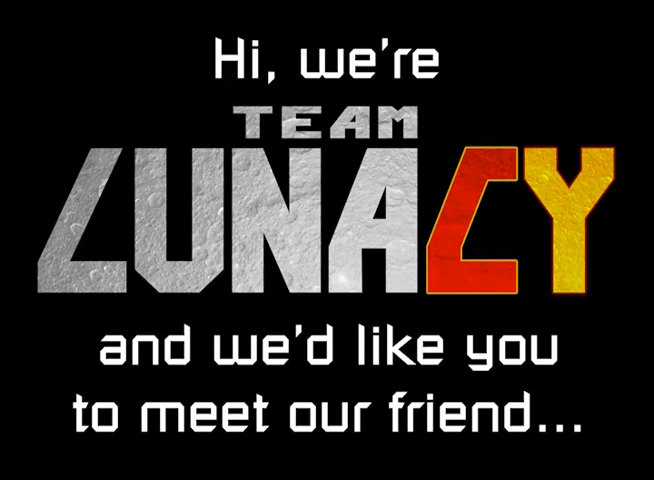 Hi, we're
TEAM
LUNACY
and we'd like you
to meet our friend...